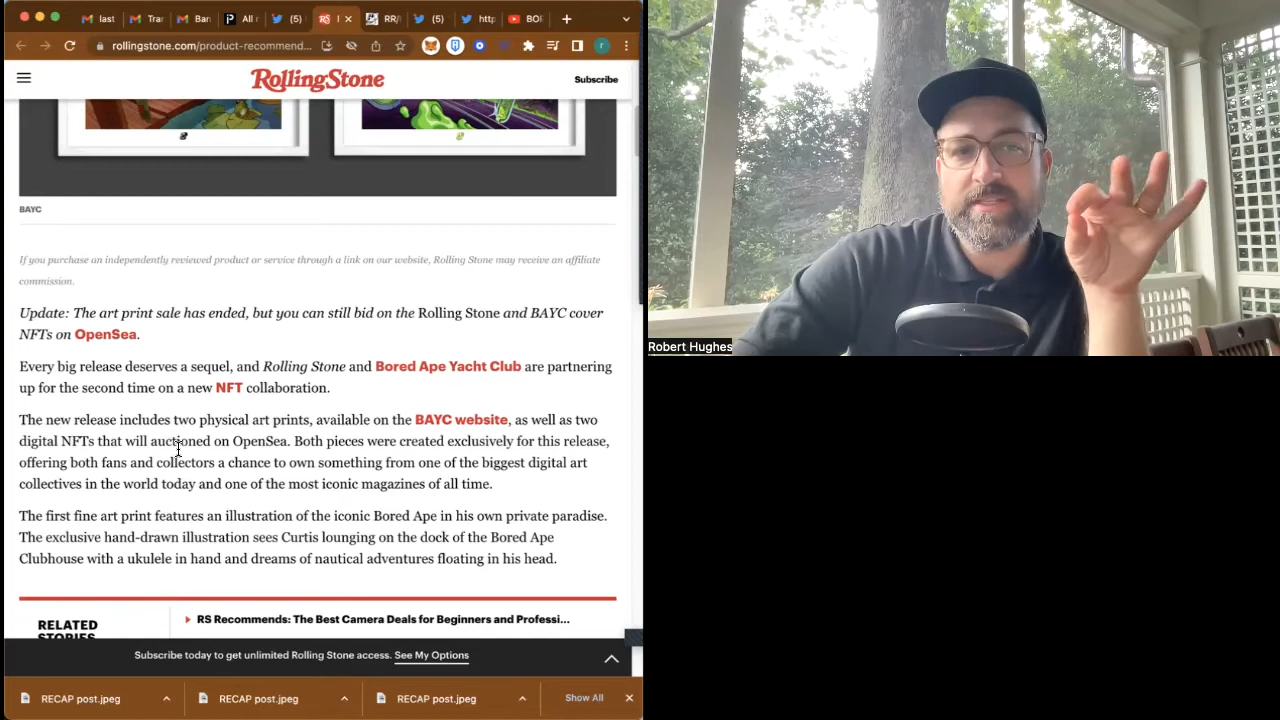 last
Trar
Bar
All r
(5)
RR/
(5)
http
BOI
rollingstone.com/product-recommend...
RollingStone
Subscribe
BAYC
If you purchase an independently reviewed product or service through a link on our website, Rolling Stone may receive an affiliate
commission.
Update: The art print sale has ended, but you can still bid on the Rolling Stone and BAYC cover
NFTs on OpenSea.
Every big release deserves a sequel, and Rolling Stone and Bored Ape Yacht Club are partnering
up for the second time on a new NFT collaboration.
The new release includes two physical art prints, available on the BAYC website, as well as two
digital NFTs that will auctioned on OpenSea. Both pieces were created exclusively for this release,
offering both fans and collectors a chance to own something from one of the biggest digital art
collectives in the world today and one of the most iconic magazines of all time.
The first fine art print features an illustration of the iconic Bored Ape in his own private paradise.
The exclusive hand-drawn illustration sees Curtis lounging on the dock of the Bored Ape
Clubhouse with a ukulele in hand and dreams of nautical adventures floating in his head.
RELATED
STORIES
RS Recommends: The Best Camera Deals for Beginners and Professi...
Subscribe today to get unlimited Rolling Stone access. See My Options
RECAP post.jpeg
RECAP post.jpeg
RECAP post.jpeg
Show All
Robert Hughes